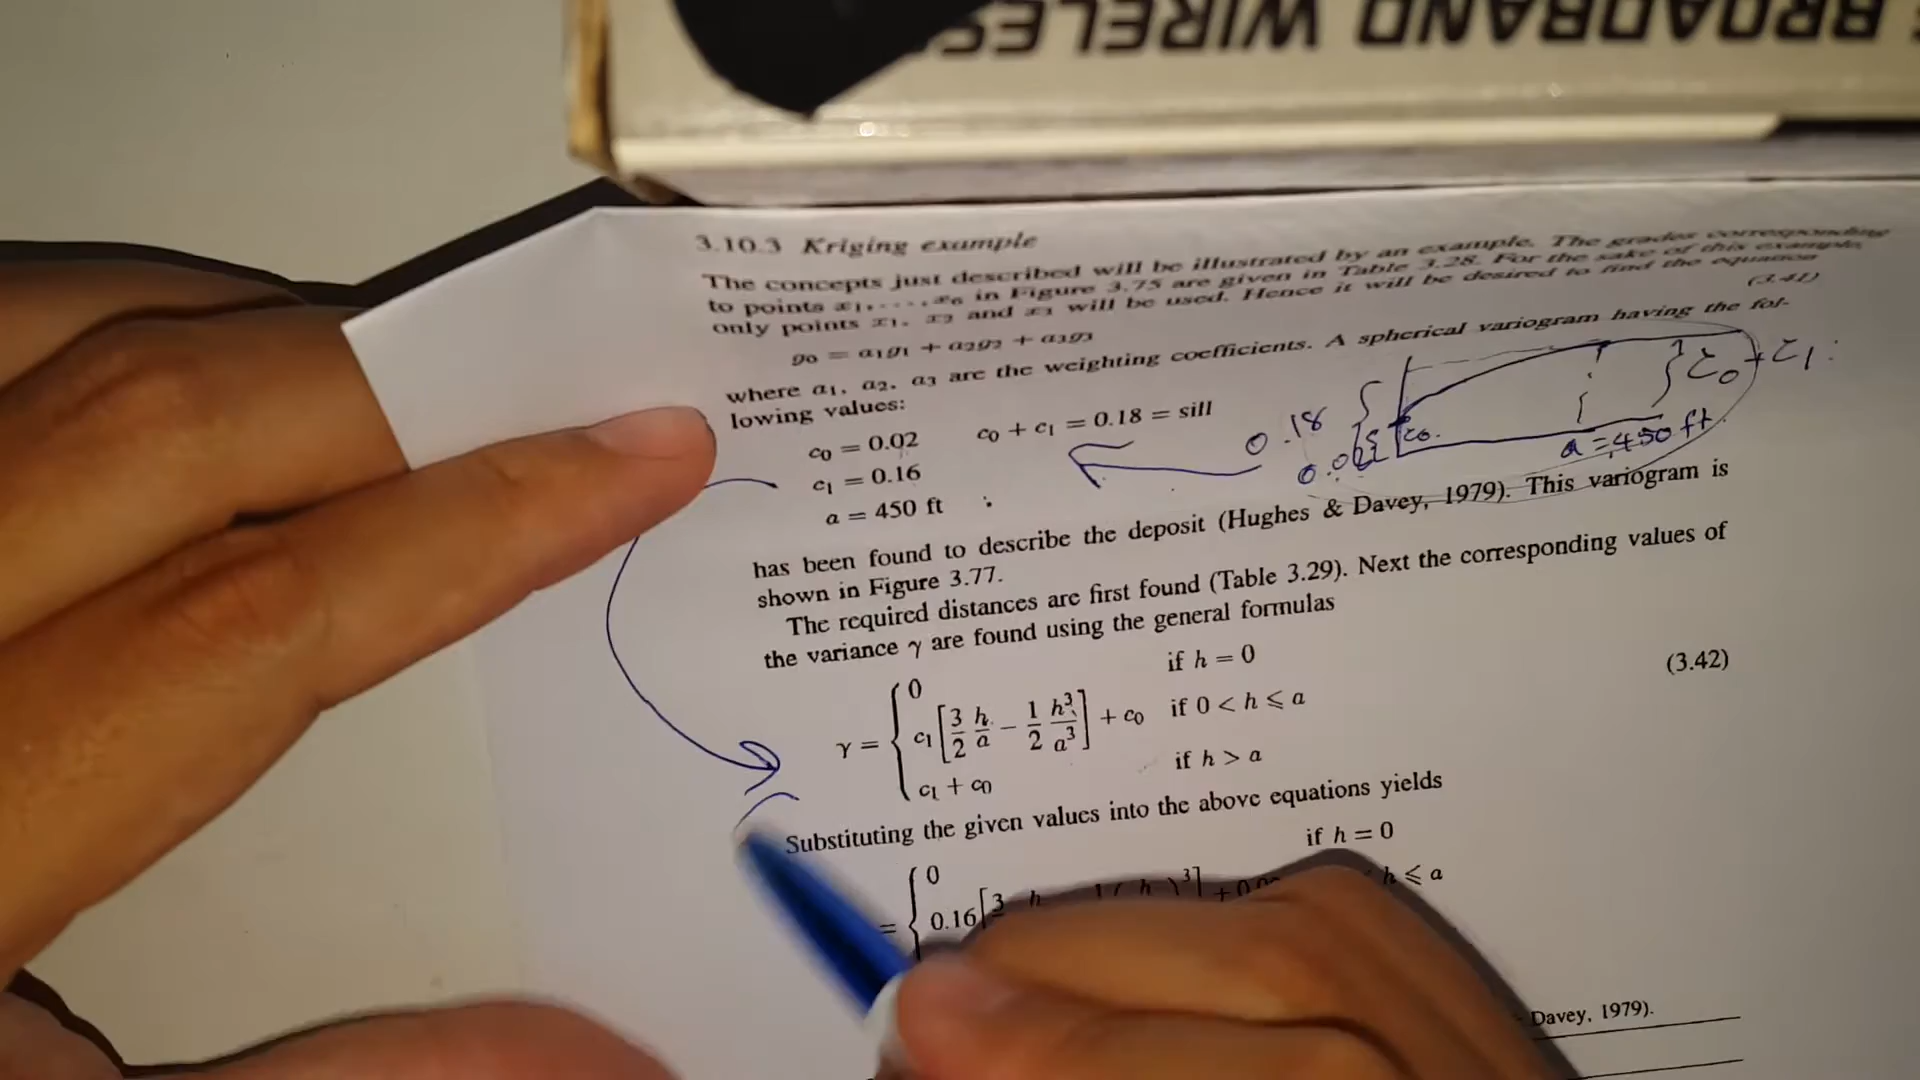 BROADBAND WIRELES
3.10.3 Kriging example
The concepts just described will be illustrated by an example. The grades corresponding
to points x₁, ..., x₆ in Figure 3.75 are given in Table 3.28. For the sake of this example,
only points x₁, x₂ and x₃ will be used. Hence it will be desired to find the equation
g₀ = a₁g₁ + a₂g₂ + a₃g₃ (3.41)
where a₁, a₂, a₃ are the weighting coefficients. A spherical variogram having the fol-
lowing values:
c₀ = 0.02 c₀ + c₁ = 0.18 = sill
c₁ = 0.16
a = 450 ft
0.18
0.02
c₀.
a = 450 ft
c₀ + c₁
has been found to describe the deposit (Hughes & Davey, 1979). This variogram is
shown in Figure 3.77.
The required distances are first found (Table 3.29). Next the corresponding values of
the variance γ are found using the general formulas
γ = { 0 if h = 0
c₁ [3/2 h/a − 1/2 h³/a³] + c₀ if 0 < h ⩽ a (3.42)
c₁ + c₀ if h > a
Substituting the given values into the above equations yields
= { 0 if h = 0
0.16 [3 h h ⩽ a
Davey, 1979).